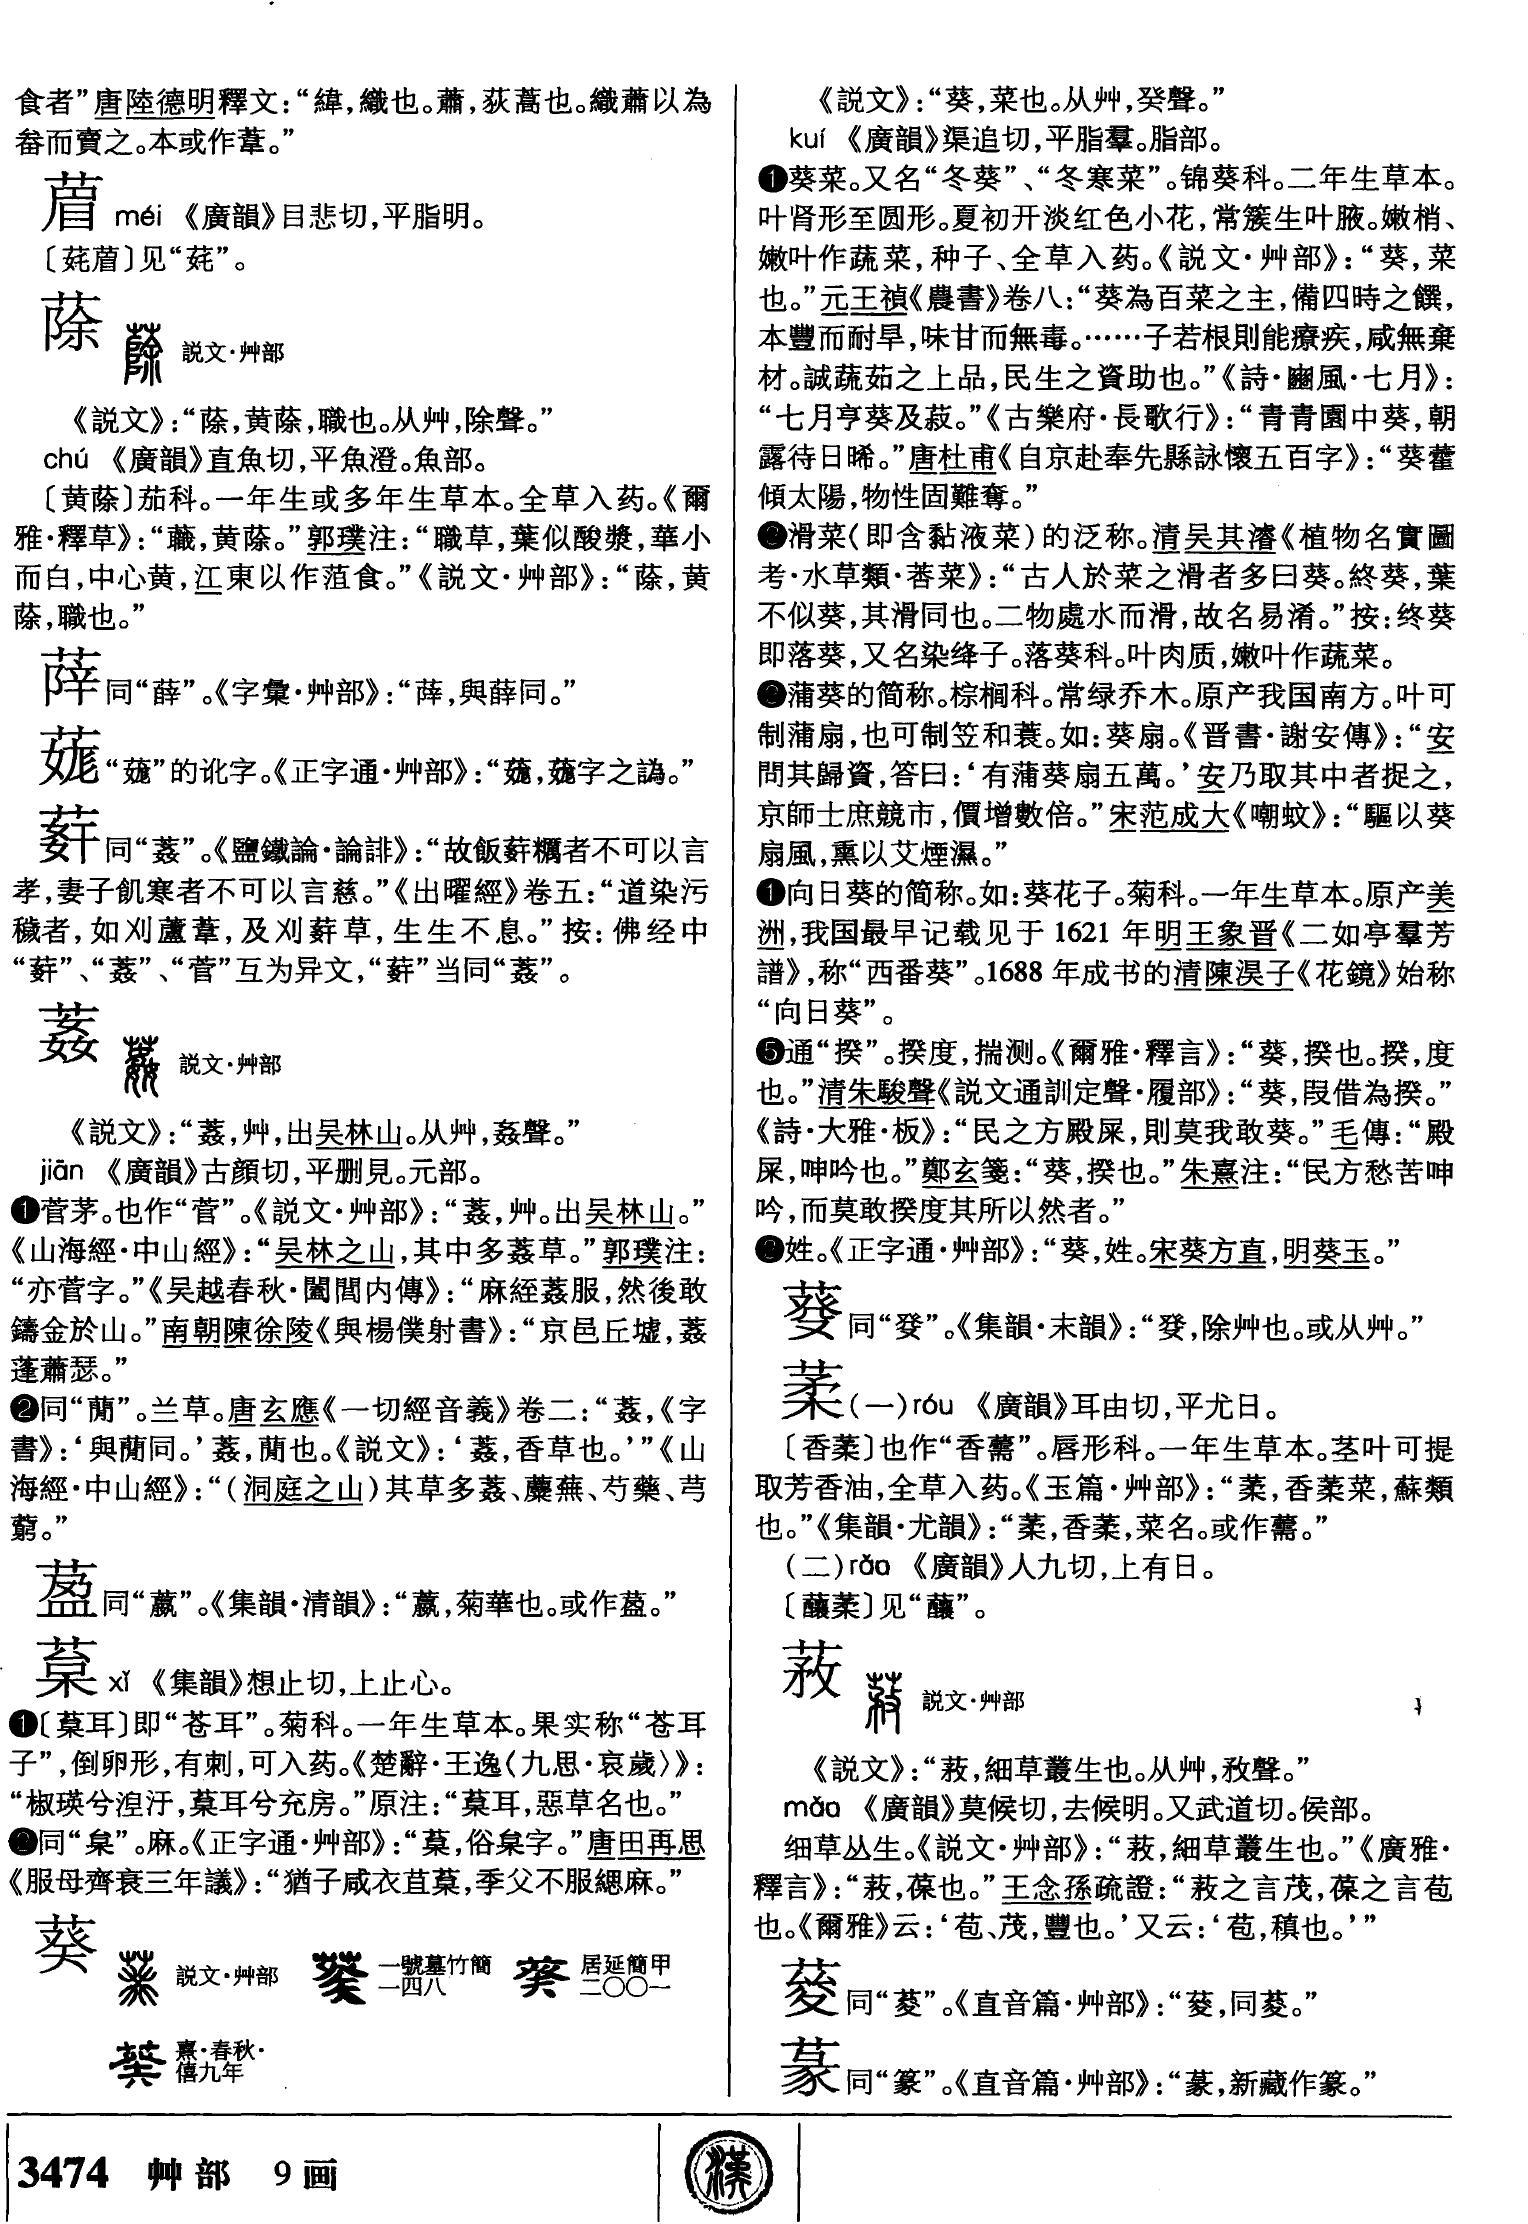 食者”唐陸德明釋文：“緯，織也。蕭，荻蒿也。織蕭以為
畚而賣之。本或作葦。”
葿 méi 《廣韻》目悲切，平脂明。
〔葿〕见“”。
蒢 説文·艸部
《説文》：“蒢，黄蒢，職也。从艸，除聲。”
chú 《廣韻》直魚切，平魚澄。魚部。
〔黄蒢〕茄科。一年生或多年生草本。全草入药。《爾
雅·釋草》：“蘵，黄蒢。”郭璞注：“職草，葉似酸漿，華小
而白，中心黄，江東以作菹食。”《説文·艸部》：“蒢，黄
蒢，職也。”
同“薛”。《字彙·艸部》：“，與薛同。”
“”的讹字。《正字通·艸部》：“，字之譌。”
葌同“葌”。《鹽鐵論·論誹》：“故飯糲者不可以言
孝，妻子飢寒者不可以言慈。”《出曜經》卷五：“道染污
穢者，如刈蘆葦，及刈草，生生不息。”按：佛经中
“”、“葌”、“菅”互为异文，“”当同“葌”。
葌 説文·艸部
《説文》：“葌，艸，出吴林山。从艸，姦聲。”
jiān 《廣韻》古顔切，平删見。元部。
❶菅茅。也作“菅”。《説文·艸部》：“葌，艸。出吴林山。”
《山海經·中山經》：“吴林之山，其中多葌草。”郭璞注：
“亦菅字。”《吴越春秋·闔閭内傳》：“麻絰葌服，然後敢
鑄金於山。”南朝陳徐陵《與楊僕射書》：“京邑丘墟，葌
蓬蕭瑟。”
❷同“蕑”。兰草。唐玄應《一切經音義》卷二：“葌，《字
書》：‘與蕑同。’葌，蕑也。《説文》：‘葌，香草也。’”《山
海經·中山經》：“（洞庭之山）其草多葌、蘪蕪、芍藥、芎
藭。”
同“蠃”。《集韻·清韻》：“，菊華也。或作。”
葈 xǐ 《集韻》想止切，上止心。
❶〔葈耳〕即“苍耳”。菊科。一年生草本。果实称“苍耳
子”，倒卵形，有刺，可入药。《楚辭·王逸〈九思·哀歲〉》：
“椒瑛兮湟汙，葈耳兮充房。”原注：“葈耳，惡草名也。”
❷同“枲”。麻。《正字通·艸部》：“葈，俗枲字。”唐田再思
《服母齊衰三年議》：“猶子咸衣苴葈，季父不服緦麻。”
葵 説文·艸部 一號墓竹簡一四八 居延簡甲二〇〇一
熹·春秋·僖九年
《説文》：“葵，菜也。从艸，癸聲。”
kuí 《廣韻》渠追切，平脂羣。脂部。
❶葵菜。又名“冬葵”、“冬寒菜”。锦葵科。二年生草本。
叶肾形至圆形。夏初开淡红色小花，常簇生叶腋。嫩梢、
嫩叶作蔬菜，种子、全草入药。《説文·艸部》：“葵，菜
也。”元王禎《農書》卷八：“葵為百菜之主，備四時之饌，
本豐而耐旱，味甘而無毒。……子若根則能療疾，咸無棄
材。誠蔬茹之上品，民生之資助也。”《詩·豳風·七月》：
“七月亨葵及菽。”《古樂府·長歌行》：“青青園中葵，朝
露待日晞。”唐杜甫《自京赴奉先縣詠懷五百字》：“葵藿
傾太陽，物性固難奪。”
❷滑菜（即含黏液菜）的泛称。清吴其濬《植物名實圖
考·水草類·莕菜》：“古人於菜之滑者多曰葵。終葵，葉
不似葵，其滑同也。二物處水而滑，故名易淆。”按：终葵
即落葵，又名染绛子。落葵科。叶肉质，嫩叶作蔬菜。
❸蒲葵的简称。棕榈科。常绿乔木。原产我国南方。叶可
制蒲扇，也可制笠和蓑。如：葵扇。《晋書·謝安傳》：“安
問其歸資，答曰：‘有蒲葵扇五萬。’安乃取其中者捉之，
京師士庶競市，價增數倍。”宋范成大《嘲蚊》：“驅以葵
扇風，熏以艾煙濕。”
❹向日葵的简称。如：葵花子。菊科。一年生草本。原产美
洲，我国最早记载见于1621年明王象晋《二如亭羣芳
譜》，称“西番葵”。1688年成书的清陳淏子《花鏡》始称
“向日葵”。
❺通“揆”。揆度，揣测。《爾雅·釋言》：“葵，揆也。揆，度
也。”清朱駿聲《説文通訓定聲·履部》：“葵，叚借為揆。”
《詩·大雅·板》：“民之方殿屎，則莫我敢葵。”毛傳：“殿
屎，呻吟也。”鄭玄箋：“葵，揆也。”朱熹注：“民方愁苦呻
吟，而莫敢揆度其所以然者。”
❻姓。《正字通·艸部》：“葵，姓。宋葵方直，明葵玉。”
同“癹”。《集韻·末韻》：“癹，除艸也。或从艸。”
葇（一）róu 《廣韻》耳由切，平尤日。
〔香葇〕也作“香薷”。唇形科。一年生草本。茎叶可提
取芳香油，全草入药。《玉篇·艸部》：“葇，香葇菜，蘇類
也。”《集韻·尤韻》：“葇，香葇，菜名。或作薷。”
（二）rǎo 《廣韻》人九切，上有日。
〔蘸葇〕见“”。
䓮 説文·艸部
《説文》：“，細草叢生也。从艸，敄聲。”
mǎo 《廣韻》莫候切，去候明。又武道切。侯部。
细草丛生。《説文·艸部》：“，細草叢生也。”《廣雅·
釋言》：“，葆也。”王念孫疏證：“之言茂，葆之言苞
也。《爾雅》云：‘苞、茂，豐也。’又云：‘苞，稹也。’”
同“蔆”。《直音篇·艸部》：“，同。”
蒃同“篆”。《直音篇·艸部》：“蒃，新藏作篆。”
3474 艸部 9画
漢